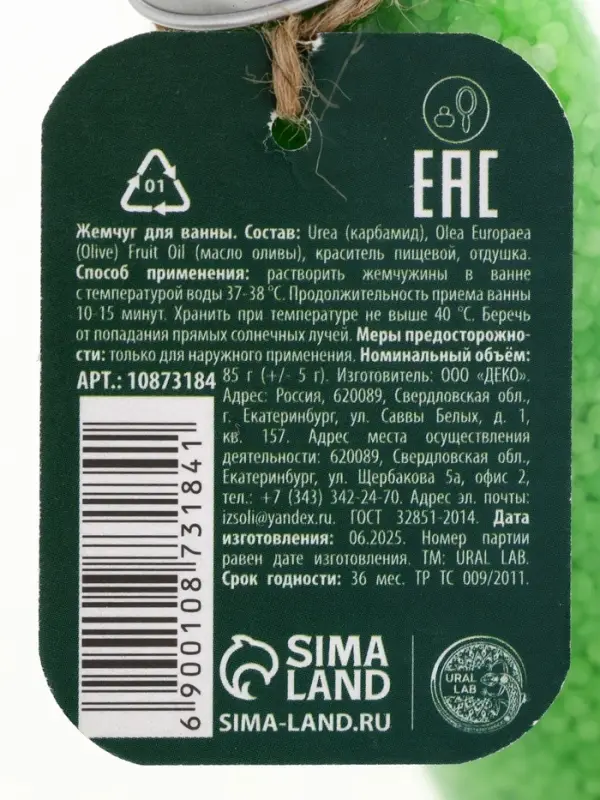 01
EAC
Жемчуг для ванны. Состав: Urea (карбамид), Olea Europaea
(Olive) Fruit Oil (масло оливы), краситель пищевой, отдушка.
Способ применения: растворить жемчужины в ванне
с температурой воды 37-38 °С. Продолжительность приема ванны
10-15 минут. Хранить при температуре не выше 40 °С. Беречь
от попадания прямых солнечных лучей. Меры предосторожно-
сти: только для наружного применения. Номинальный объём:
АРТ.: 10873184 85 г (+/- 5 г). Изготовитель: ООО «ДЕКО».
Адрес: Россия, 620089, Свердловская обл.,
г. Екатеринбург, ул. Саввы Белых, д. 1,
кв. 157. Адрес места осуществления
деятельности: 620089, Свердловская обл.,
Екатеринбург, ул. Щербакова 5а, офис 2,
тел.: +7 (343) 342-24-70. Адрес эл. почты:
izsoli@yandex.ru. ГОСТ 32851-2014. Дата
изготовления: 06.2025. Номер партии
равен дате изготовления. ТМ: URAL LAB.
Срок годности: 36 мес. ТР ТС 009/2011.
6 900108 731841
SIMA
LAND
SIMA-LAND.RU
URAL
LAB